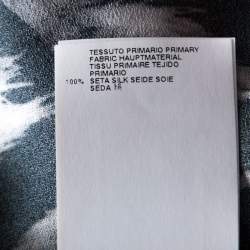 TESSUTO PRIMARIO PRIMARY
FABRIC HAUPTMATERIAL
TISSU PRIMAIRE TEJIDO
PRIMARIO
100% SETA SILK SEIDE SOIE
SEDA